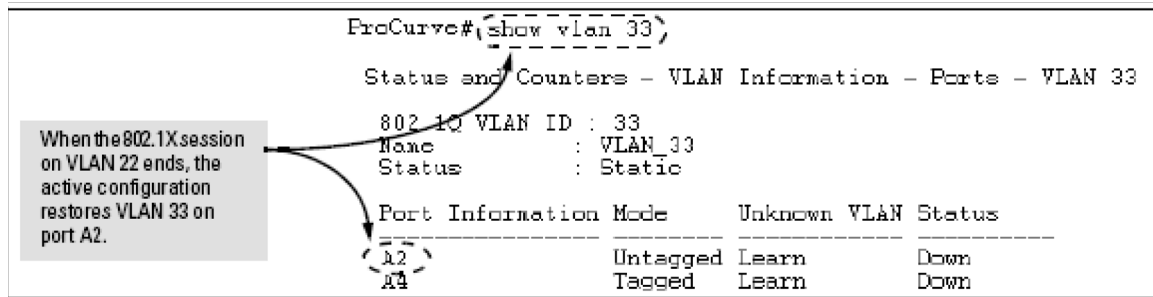 ProCurve# show vlan 33
Status and Counters - VLAN Information - Ports - VLAN 33
802.1Q VLAN ID : 33
Name : VLAN_33
Status : Static
When the 802.1X session
on VLAN 22 ends, the
active configuration
restores VLAN 33 on
port A2.
Port Information Mode Unknown VLAN Status
---------------- -------- ------------ ----------
A2 Untagged Learn Down
A4 Tagged Learn Down